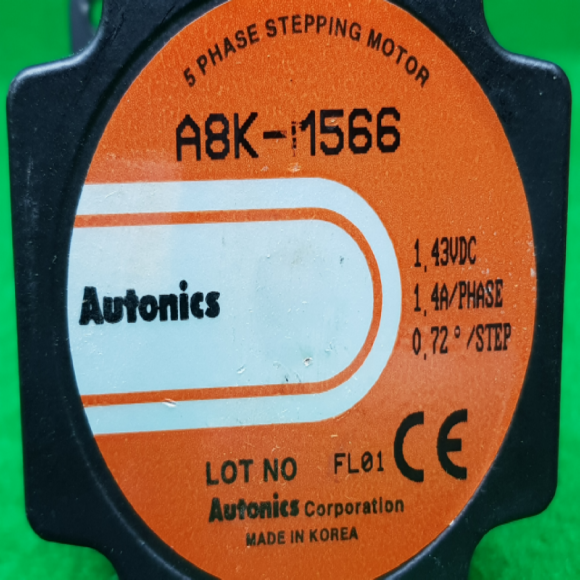 5 PHASE STEPPING MOTOR
A8K-M566
1.43VDC
1.4A/PHASE
0.72°/STEP
Autonics
LOT NO FL01 CE
Autonics Corporation
MADE IN KOREA